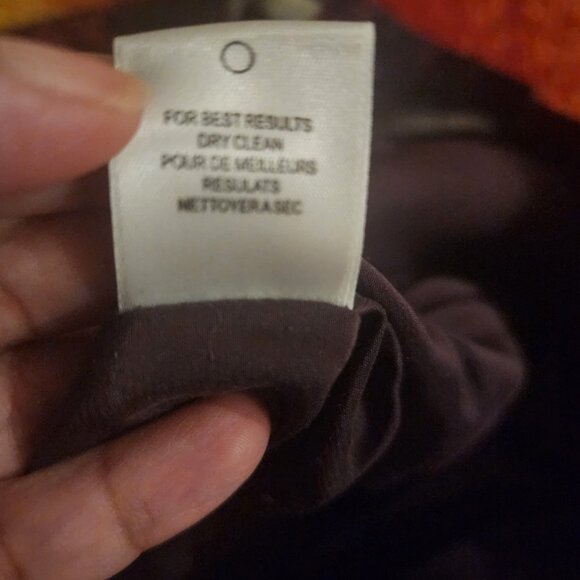 FOR BEST RESULTS
DRY CLEAN
POUR DE MEILLEURS
RESULATS
NETTOYER A SEC